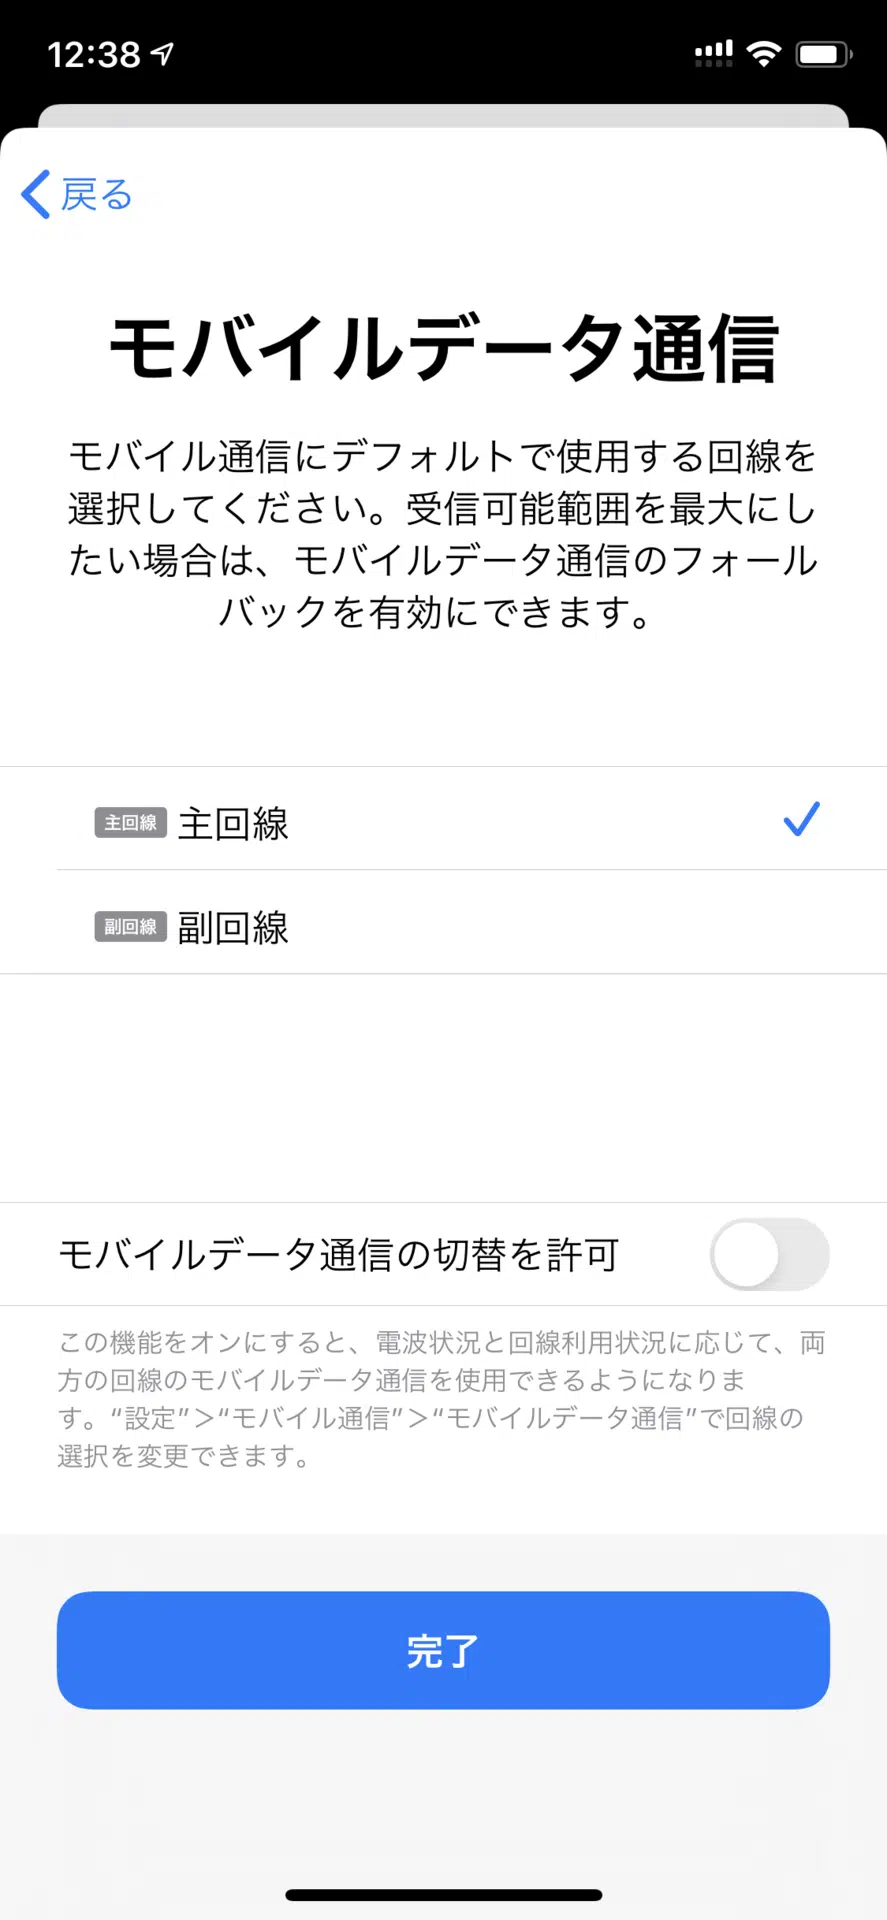 12:38
戻る
モバイルデータ通信
モバイル通信にデフォルトで使用する回線を
選択してください。受信可能範囲を最大にし
たい場合は、モバイルデータ通信のフォール
バックを有効にできます。
主回線 主回線
副回線 副回線
モバイルデータ通信の切替を許可
この機能をオンにすると、電波状況と回線利用状況に応じて、両
方の回線のモバイルデータ通信を使用できるようになりま
す。“設定”＞“モバイル通信”＞“モバイルデータ通信”で回線の
選択を変更できます。
完了